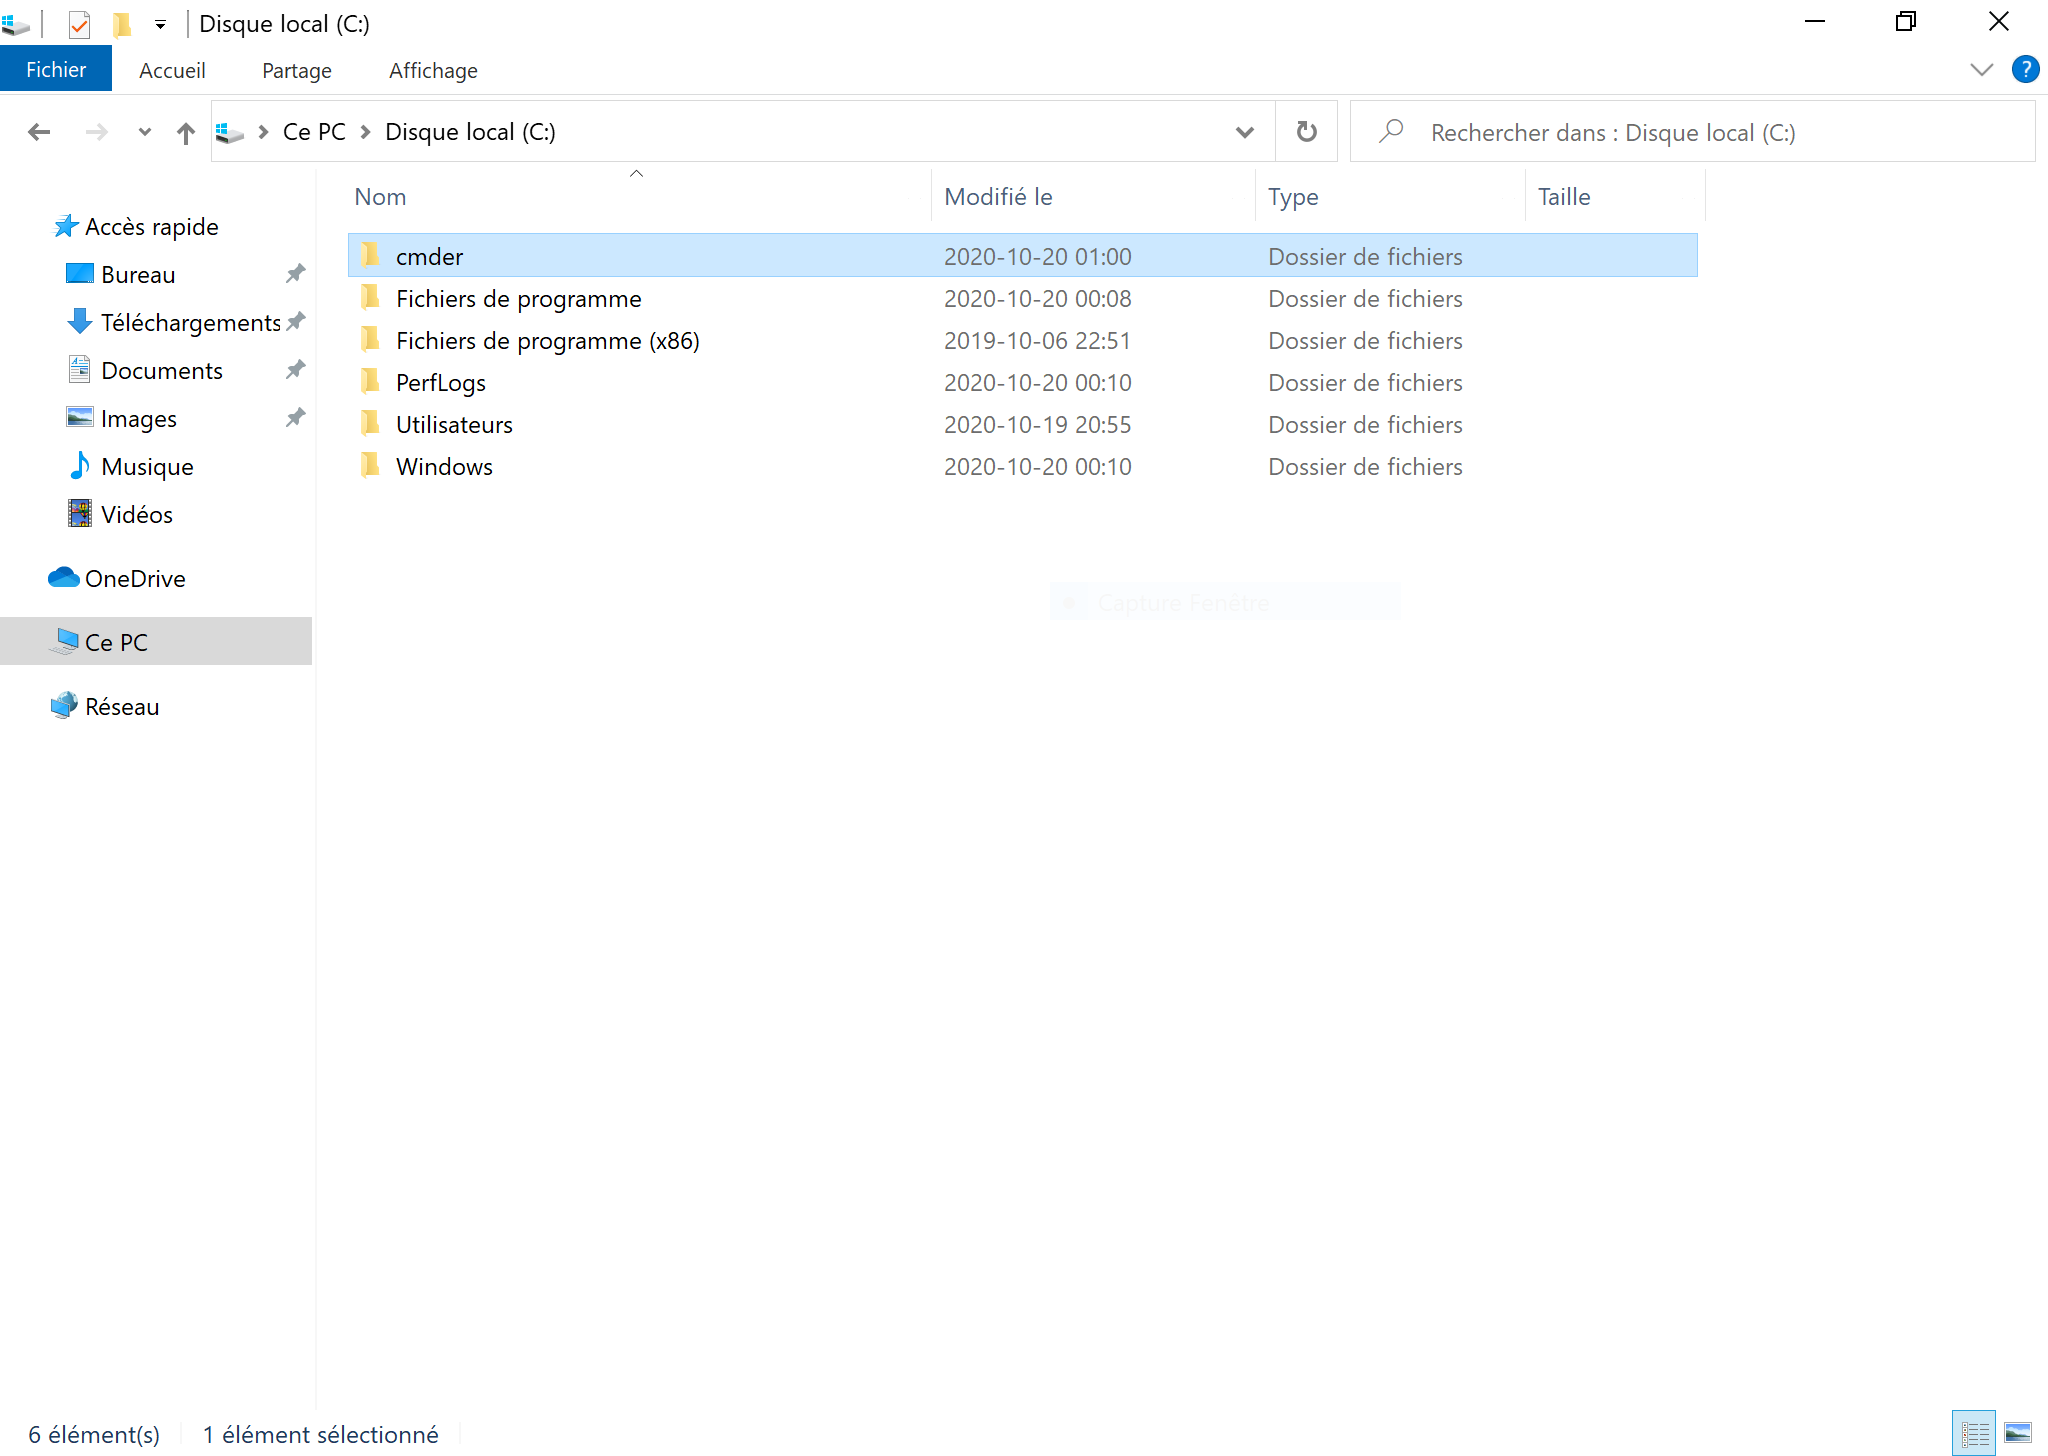 Disque local (C:)
Fichier Accueil Partage Affichage ?
Ce PC Disque local (C:) Rechercher dans : Disque local (C:)
Nom Modifié le Type Taille
Accès rapide
Bureau
Téléchargements
Documents
Images
Musique
Vidéos
OneDrive
Ce PC
Réseau
cmder 2020-10-20 01:00 Dossier de fichiers
Fichiers de programme 2020-10-20 00:08 Dossier de fichiers
Fichiers de programme (x86) 2019-10-06 22:51 Dossier de fichiers
PerfLogs 2020-10-20 00:10 Dossier de fichiers
Utilisateurs 2020-10-19 20:55 Dossier de fichiers
Windows 2020-10-20 00:10 Dossier de fichiers
Capture Fenêtre
6 élément(s) 1 élément sélectionné